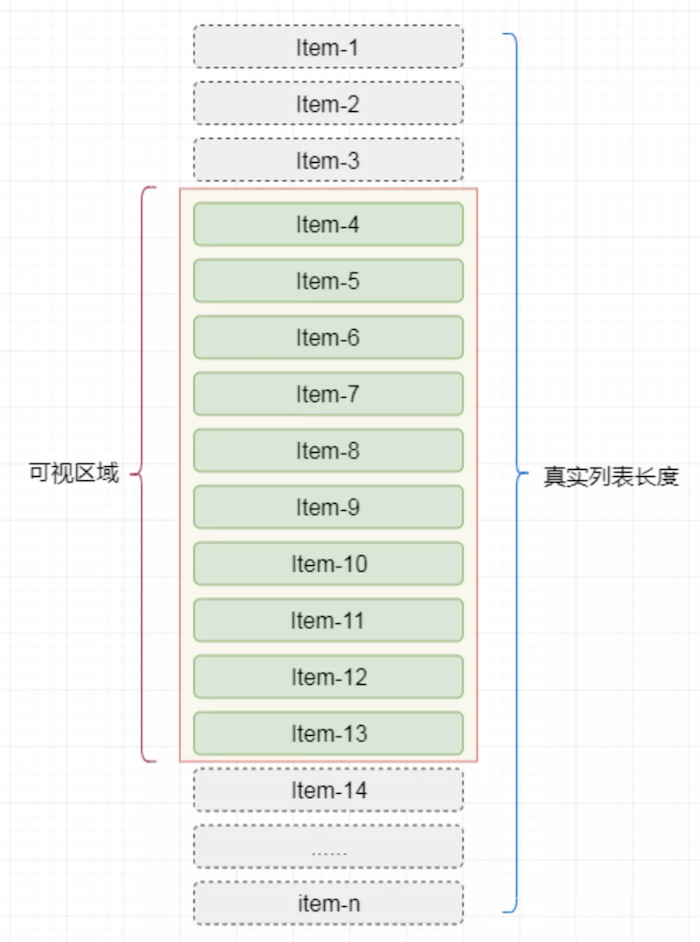 Item-1
Item-2
Item-3
Item-4
Item-5
Item-6
Item-7
Item-8
可视区域
真实列表长度
Item-9
Item-10
Item-11
Item-12
Item-13
Item-14
......
item-n